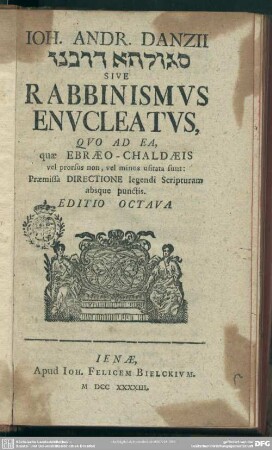 IOH. ANDR. DANZII
סגולתא דרבנן
SIVE
RABBINISMVS
ENVCLEATVS,
QVO AD EA,
quæ EBRÆO-CHALDÆIS
vel prorsus non, vel minus usitata sunt:
Præmissa DIRECTIONE legendi Scripturam
absque punctis.
EDITIO OCTAVA
IENÆ,
Apud IOH. FELICEM BIELCKIVM.
M DCC XXXXIII.